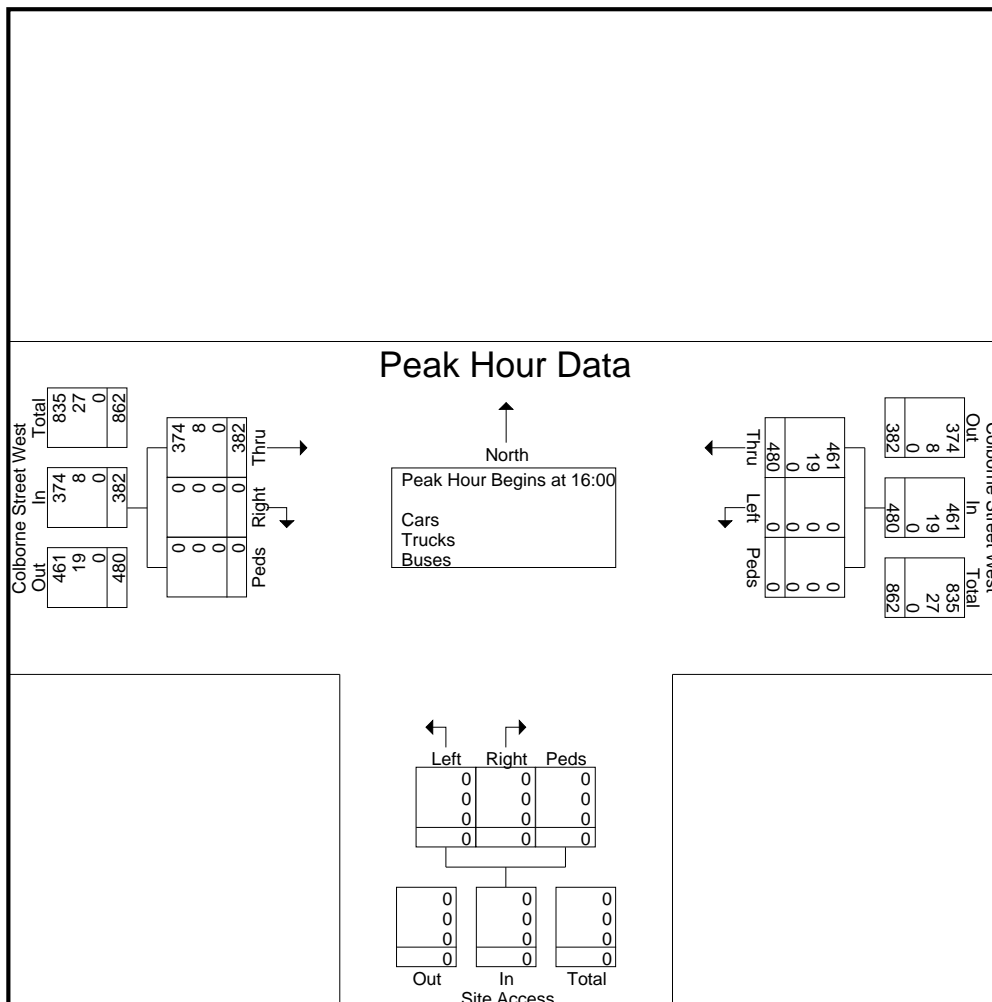 Peak Hour Data
North
Peak Hour Begins at 16:00
Cars
Trucks
Buses
Colborne Street West
Total
835
27
0
862
In
374
8
0
382
Out
461
19
0
480
Thru
374
8
0
382
Right
0
0
0
0
Peds
0
0
0
0
Thru
461
19
0
480
Left
0
0
0
0
Peds
0
0
0
0
Colborne Street West
Out
374
8
0
382
In
461
19
0
480
Total
835
27
0
862
Left Right Peds
0 0 0
0 0 0
0 0 0
0 0 0
0 0 0
0 0 0
0 0 0
0 0 0
Out In Total
Site Access